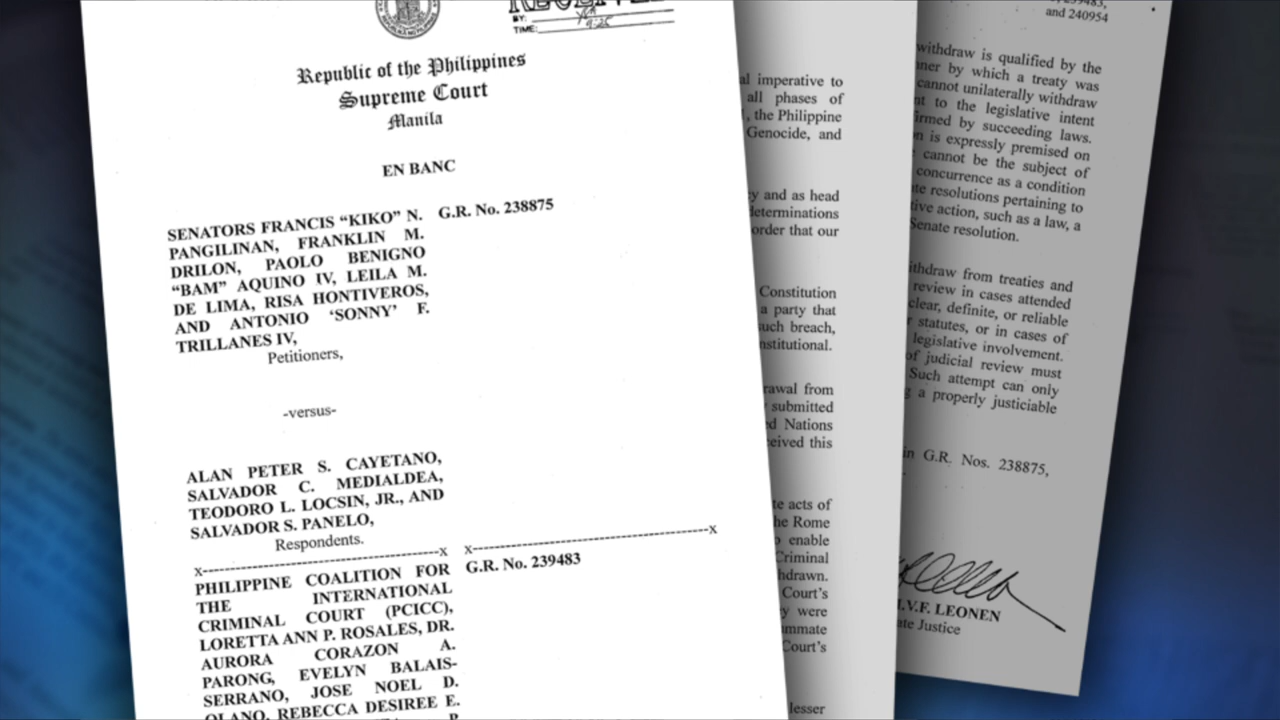 RECEIVED
BY:
TIME: 9:25
Republic of the Philippines
Supreme Court
Manila
EN BANC
SENATORS FRANCIS “KIKO” N.
PANGILINAN, FRANKLIN M.
DRILON, PAOLO BENIGNO
“BAM” AQUINO IV, LEILA M.
DE LIMA, RISA HONTIVEROS,
AND ANTONIO ‘SONNY’ F.
TRILLANES IV,
Petitioners,
G.R. No. 238875
-versus-
ALAN PETER S. CAYETANO,
SALVADOR C. MEDIALDEA,
TEODORO L. LOCSIN, JR., AND
SALVADOR S. PANELO,
Respondents.
x--------------------------------------x x--------------------------------------x
PHILIPPINE COALITION FOR
THE INTERNATIONAL
CRIMINAL COURT (PCICC),
LORETTA ANN P. ROSALES, DR.
AURORA CORAZON A.
PARONG, EVELYN BALAIS-
SERRANO, JOSE NOEL D.
OLANO, REBECCA DESIREE E.
G.R. No. 239483
imperative to
all phases of
, the Philippine
Genocide, and
y and as head
determinations
order that our
Constitution
a party that
such breach,
nstitutional.
rawal from
submitted
d Nations
eived this
te acts of
he Rome
enable
Criminal
hdrawn.
Court’s
y were
mmate
Court’s
lesser
239483,
and 240954
withdraw is qualified by the
nner by which a treaty was
cannot unilaterally withdraw
nt to the legislative intent
irmed by succeeding laws.
n is expressly premised on
cannot be the subject of
concurrence as a condition
te resolutions pertaining to
tive action, such as a law, a
Senate resolution.
ithdraw from treaties and
review in cases attended
clear, definite, or reliable
r statutes, or in cases of
legislative involvement.
of judicial review must
Such attempt can only
g a properly justiciable
in G.R. Nos. 238875,
.V.F. LEONEN
ate Justice